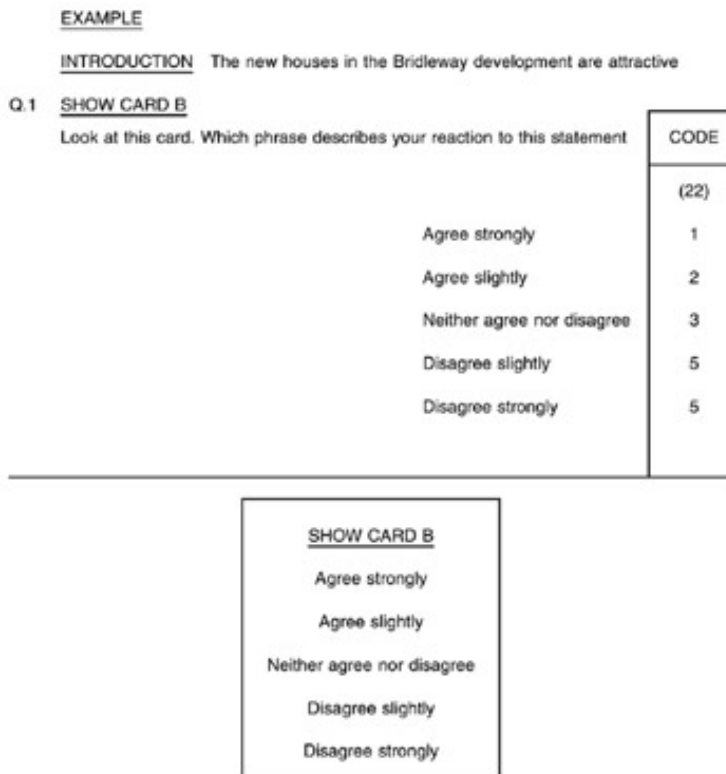 EXAMPLE
INTRODUCTION The new houses in the Bridleway development are attractive
Q.1 SHOW CARD B
Look at this card. Which phrase describes your reaction to this statement CODE
(22)
Agree strongly 1
Agree slightly 2
Neither agree nor disagree 3
Disagree slightly 5
Disagree strongly 5
SHOW CARD B
Agree strongly
Agree slightly
Neither agree nor disagree
Disagree slightly
Disagree strongly